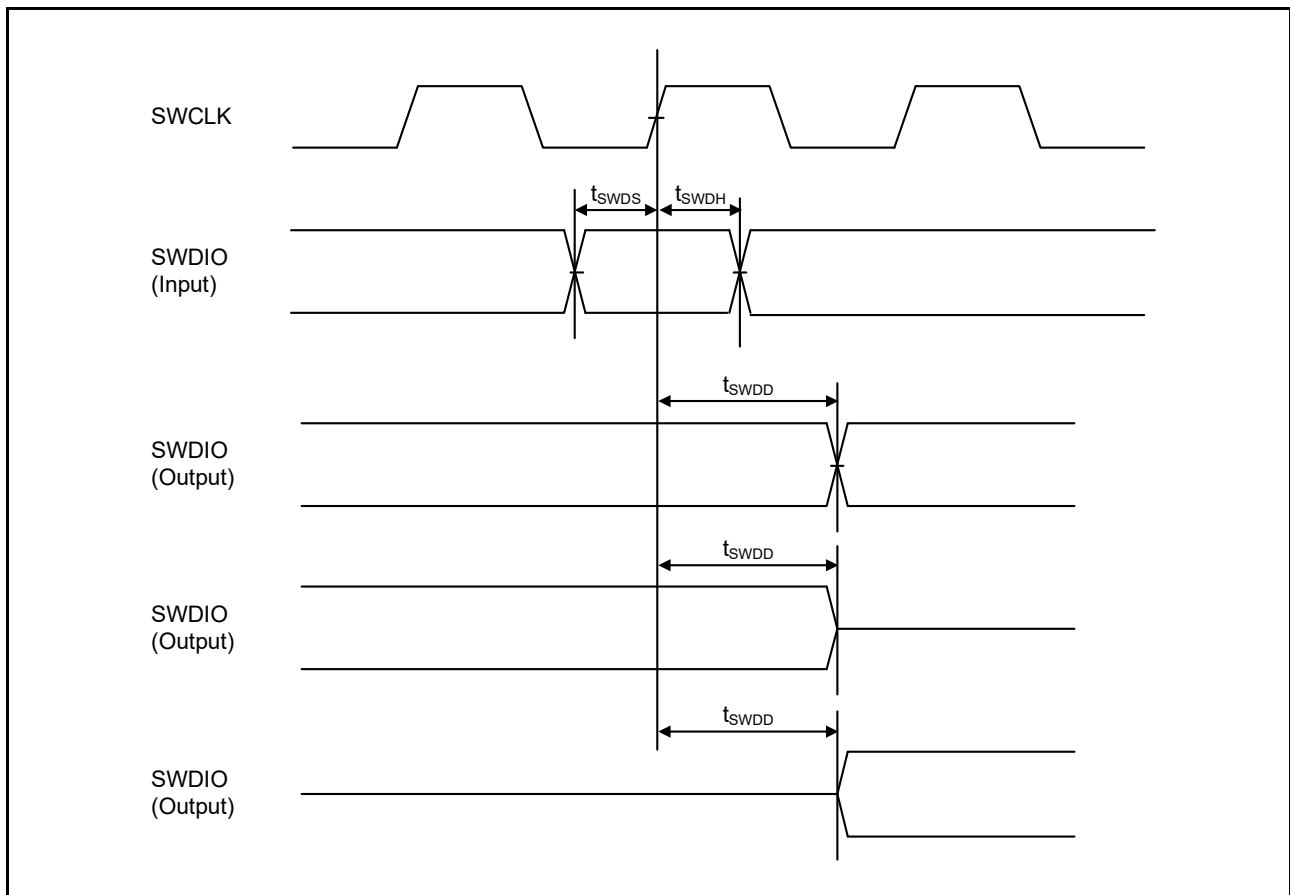 SWCLK
tSWDS
tSWDH
SWDIO
(Input)
tSWDD
SWDIO
(Output)
tSWDD
SWDIO
(Output)
tSWDD
SWDIO
(Output)